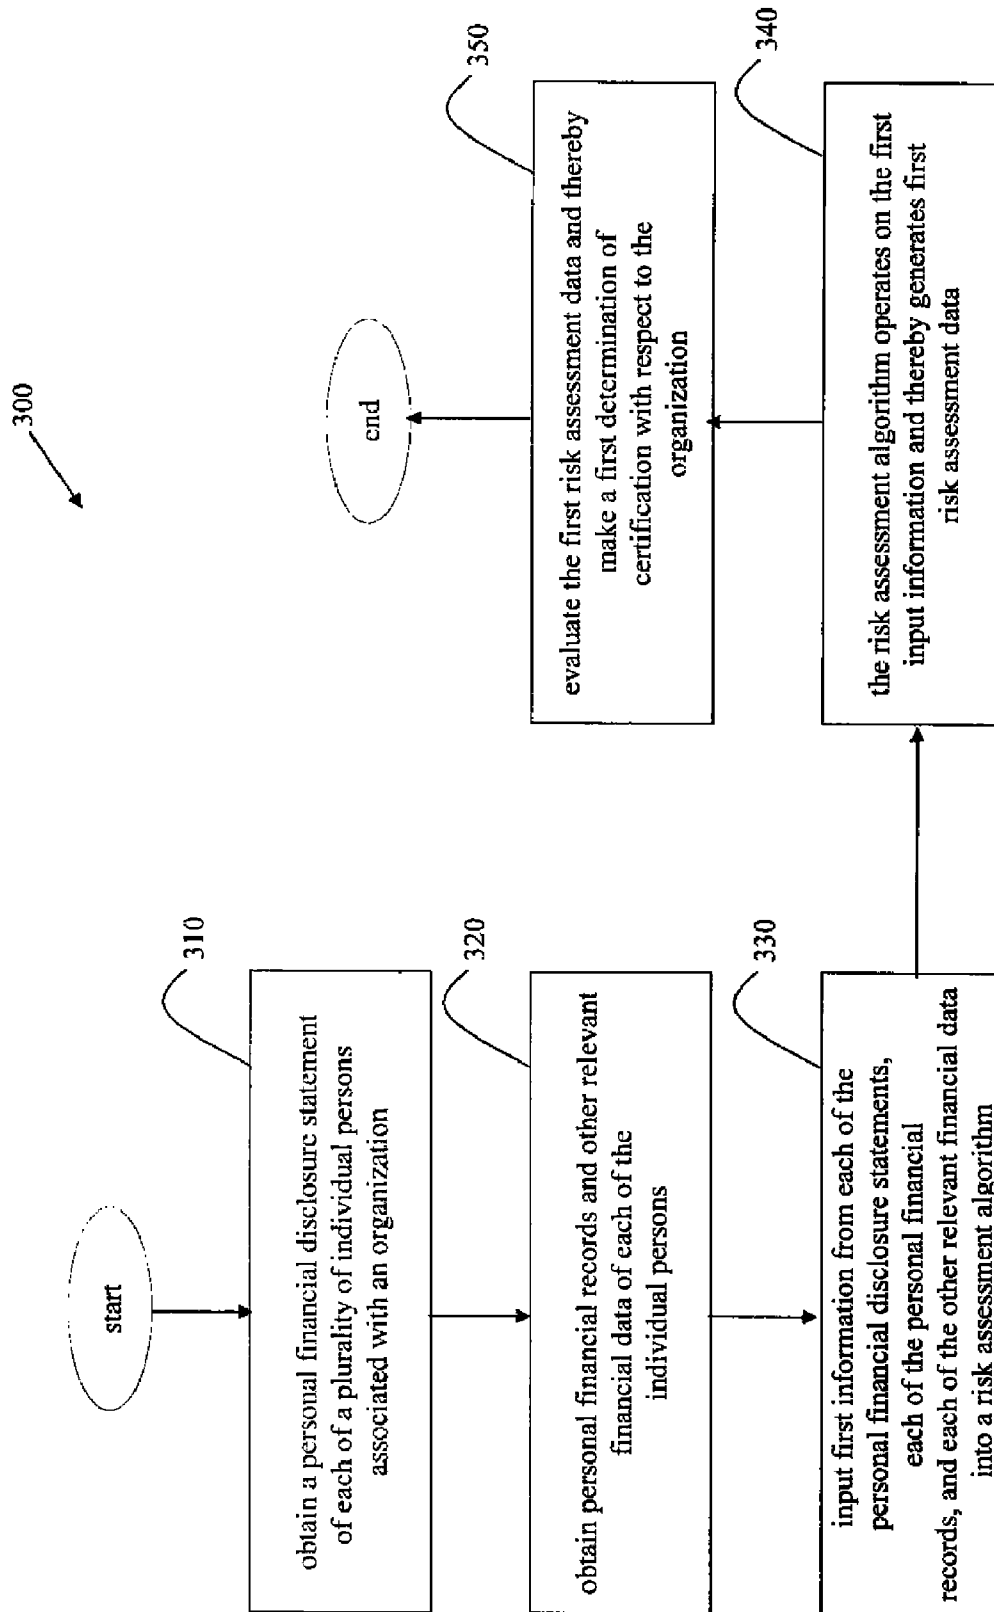 300
start
310
obtain a personal financial disclosure statement
of each of a plurality of individual persons
associated with an organization
320
obtain personal financial records and other relevant
financial data of each of the
individual persons
330
input first information from each of the
personal financial disclosure statements,
each of the personal financial
records, and each of the other relevant financial data
into a risk assessment algorithm
340
the risk assessment algorithm operates on the first
input information and thereby generates first
risk assessment data
350
evaluate the first risk assessment data and thereby
make a first determination of
certification with respect to the
organization
end